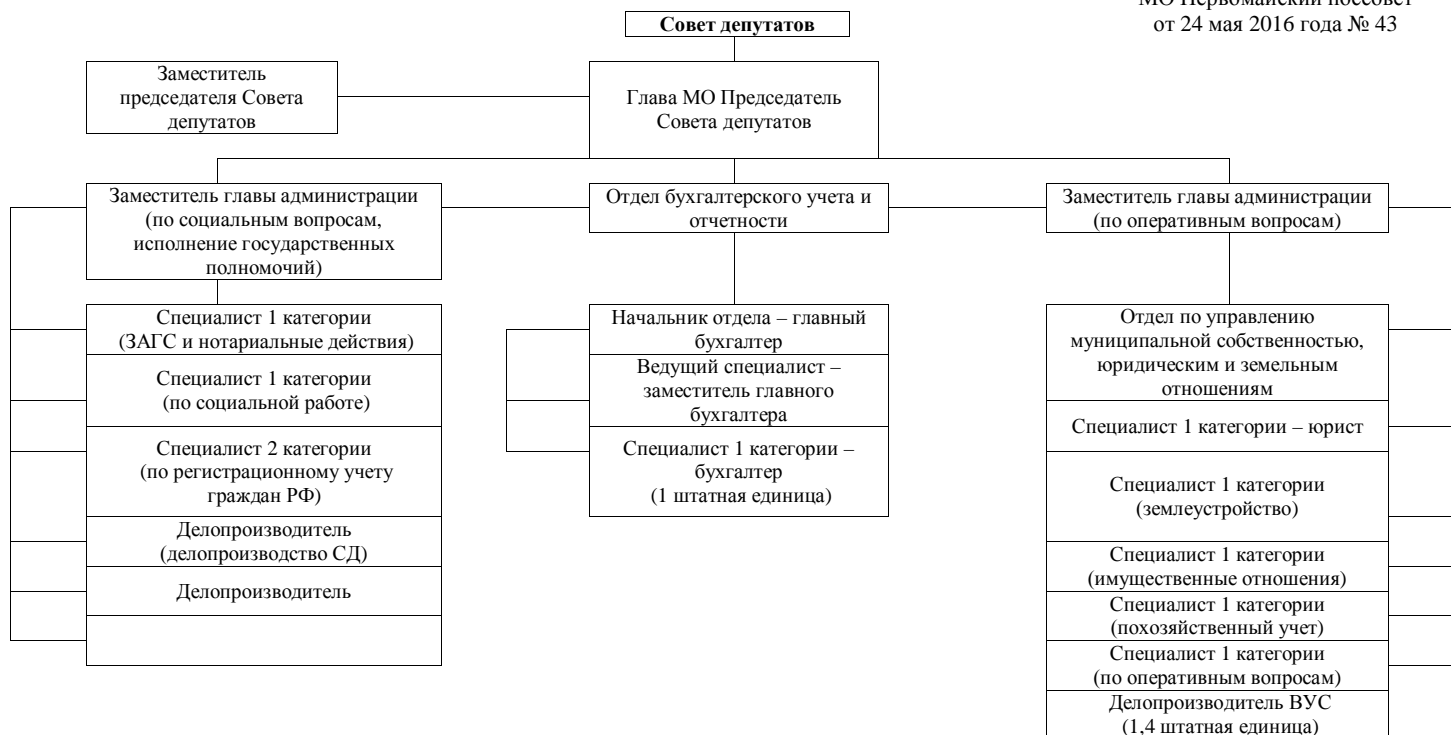 МО Первомайский поссовет
от 24 мая 2016 года № 43
Совет депутатов
Заместитель
председателя Совета
депутатов
Глава МО Председатель
Совета депутатов
Заместитель главы администрации
(по социальным вопросам,
исполнение государственных
полномочий)
Отдел бухгалтерского учета и
отчетности
Заместитель главы администрации
(по оперативным вопросам)
Специалист 1 категории
(ЗАГС и нотариальные действия)
Специалист 1 категории
(по социальной работе)
Специалист 2 категории
(по регистрационному учету
граждан РФ)
Делопроизводитель
(делопроизводство СД)
Делопроизводитель
Начальник отдела – главный
бухгалтер
Ведущий специалист –
заместитель главного
бухгалтера
Специалист 1 категории –
бухгалтер
(1 штатная единица)
Отдел по управлению
муниципальной собственностью,
юридическим и земельным
отношениям
Специалист 1 категории – юрист
Специалист 1 категории
(землеустройство)
Специалист 1 категории
(имущественные отношения)
Специалист 1 категории
(похозяйственный учет)
Специалист 1 категории
(по оперативным вопросам)
Делопроизводитель ВУС
(1,4 штатная единица)